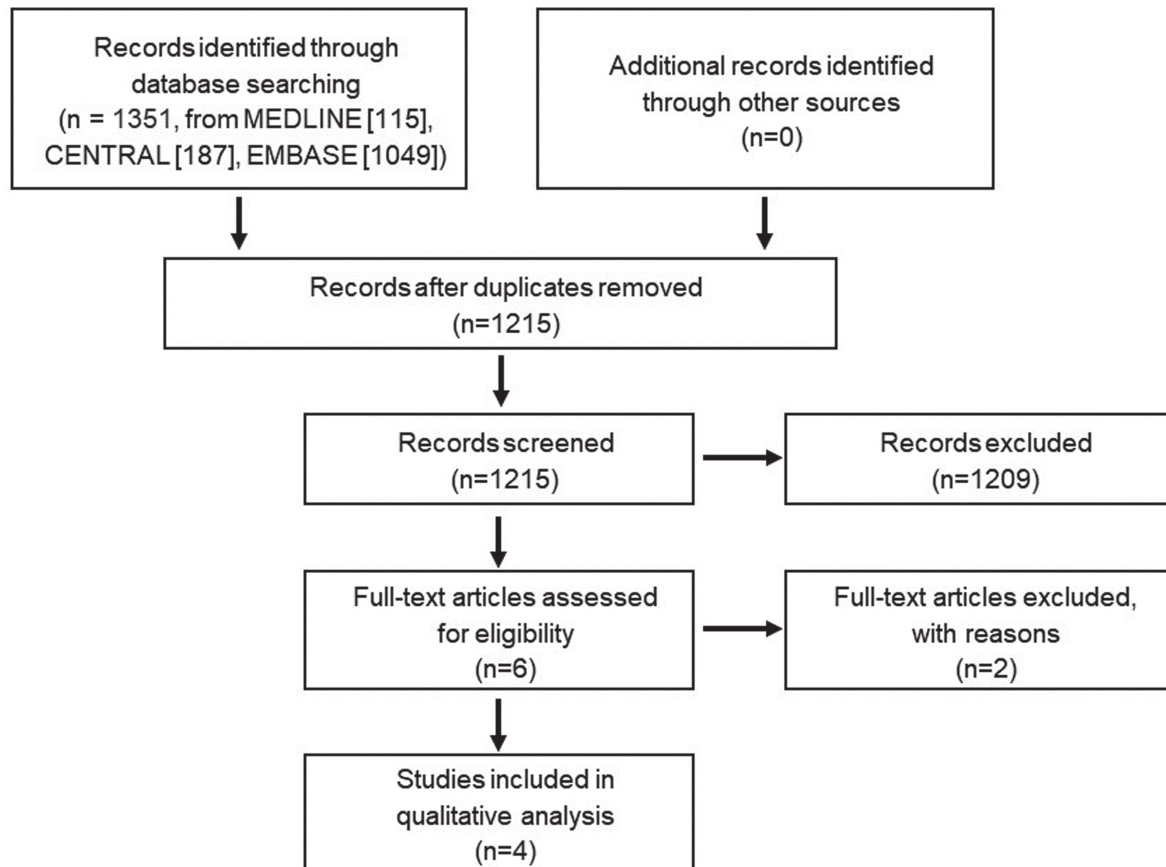 Records identified through
database searching
(n = 1351, from MEDLINE [115],
CENTRAL [187], EMBASE [1049])
Additional records identified
through other sources
(n=0)
Records after duplicates removed
(n=1215)
Records screened
(n=1215)
Records excluded
(n=1209)
Full-text articles assessed
for eligibility
(n=6)
Full-text articles excluded,
with reasons
(n=2)
Studies included in
qualitative analysis
(n=4)